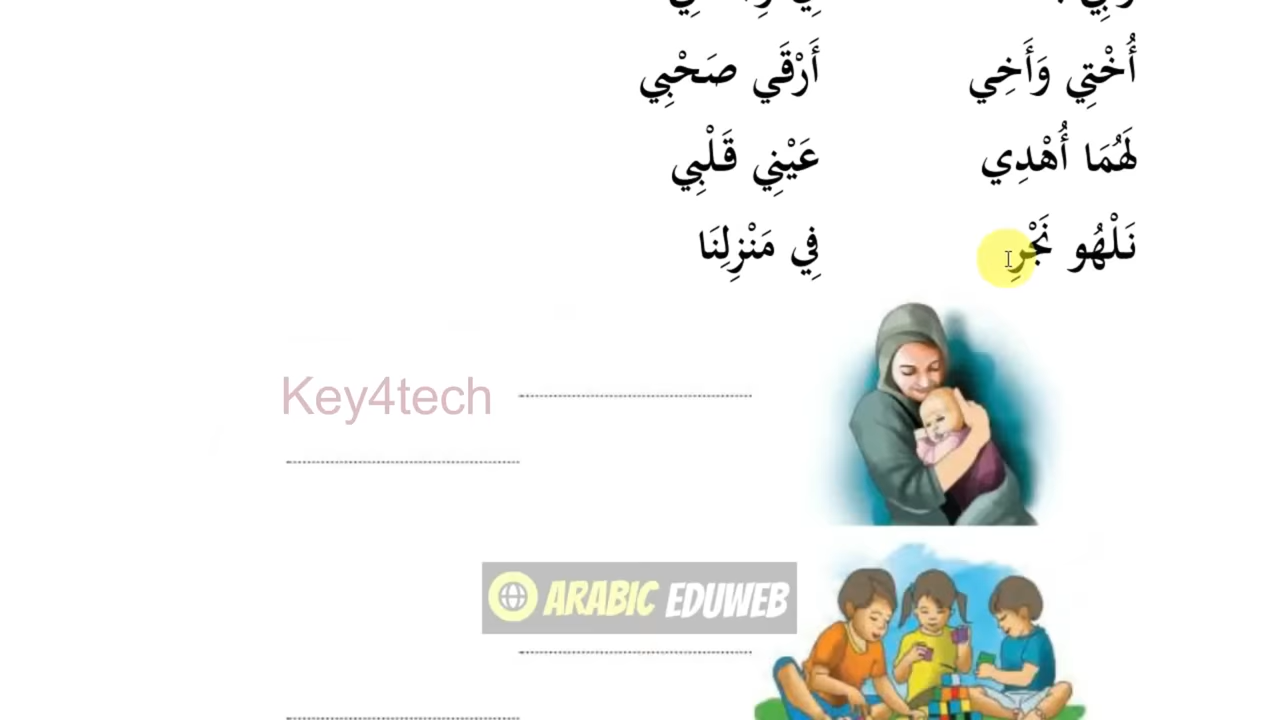 أُخْتِي وَأَخِي أَرْقَي صَحْبِي
لَهُمَا أُهْدِي عَيْنِي قَلْبِي
نَلْهُو نَجْرِ فِي مَنْزِلِنَا
Key4tech
ARABIC EDUWEB